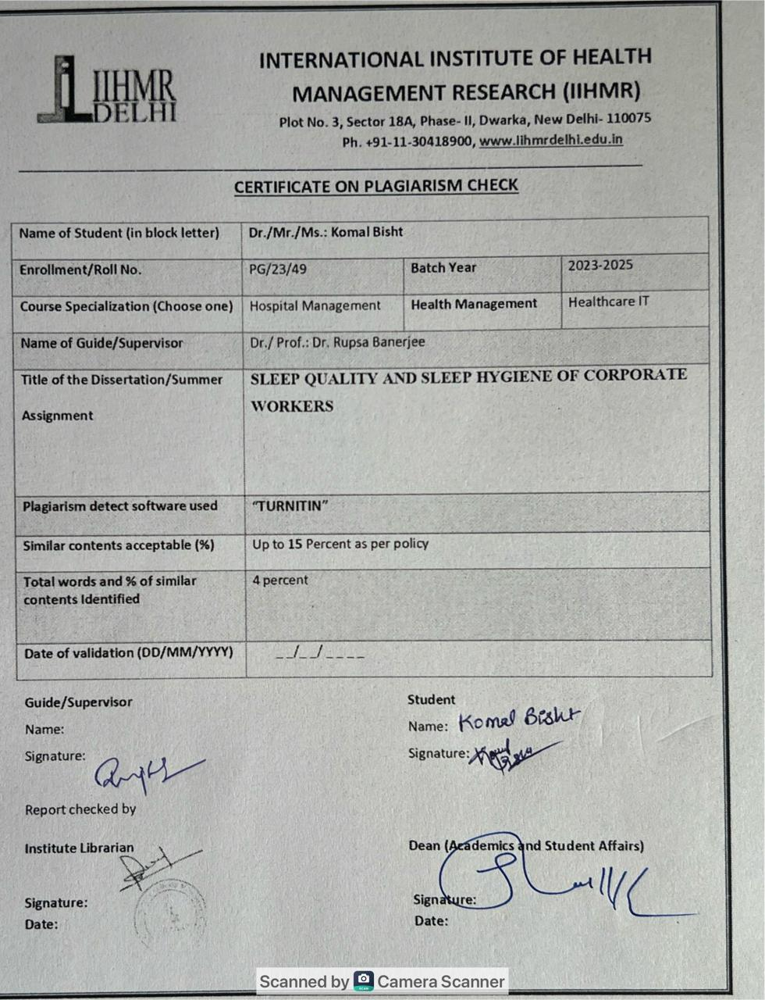 IIHMR
DELHI
INTERNATIONAL INSTITUTE OF HEALTH
MANAGEMENT RESEARCH (IIHMR)
Plot No. 3, Sector 18A, Phase- II, Dwarka, New Delhi- 110075
Ph. +91-11-30418900, www.iihmrdelhi.edu.in
CERTIFICATE ON PLAGIARISM CHECK
Name of Student (in block letter) Dr./Mr./Ms.: Komal Bisht
Enrollment/Roll No. PG/23/49 Batch Year 2023-2025
Course Specialization (Choose one) Hospital Management Health Management Healthcare IT
Name of Guide/Supervisor Dr./ Prof.: Dr. Rupsa Banerjee
Title of the Dissertation/Summer SLEEP QUALITY AND SLEEP HYGIENE OF CORPORATE
WORKERS
Assignment
Plagiarism detect software used "TURNITIN"
Similar contents acceptable (%) Up to 15 Percent as per policy
Total words and % of similar 4 percent
contents Identified
Date of validation (DD/MM/YYYY) __/__/____
Guide/Supervisor Student
Name: Name: Komal Bisht
Signature: Signature:
Report checked by
Institute Librarian Dean (Academics and Student Affairs)
Signature: Signature:
Date: Date:
Scanned by Camera Scanner